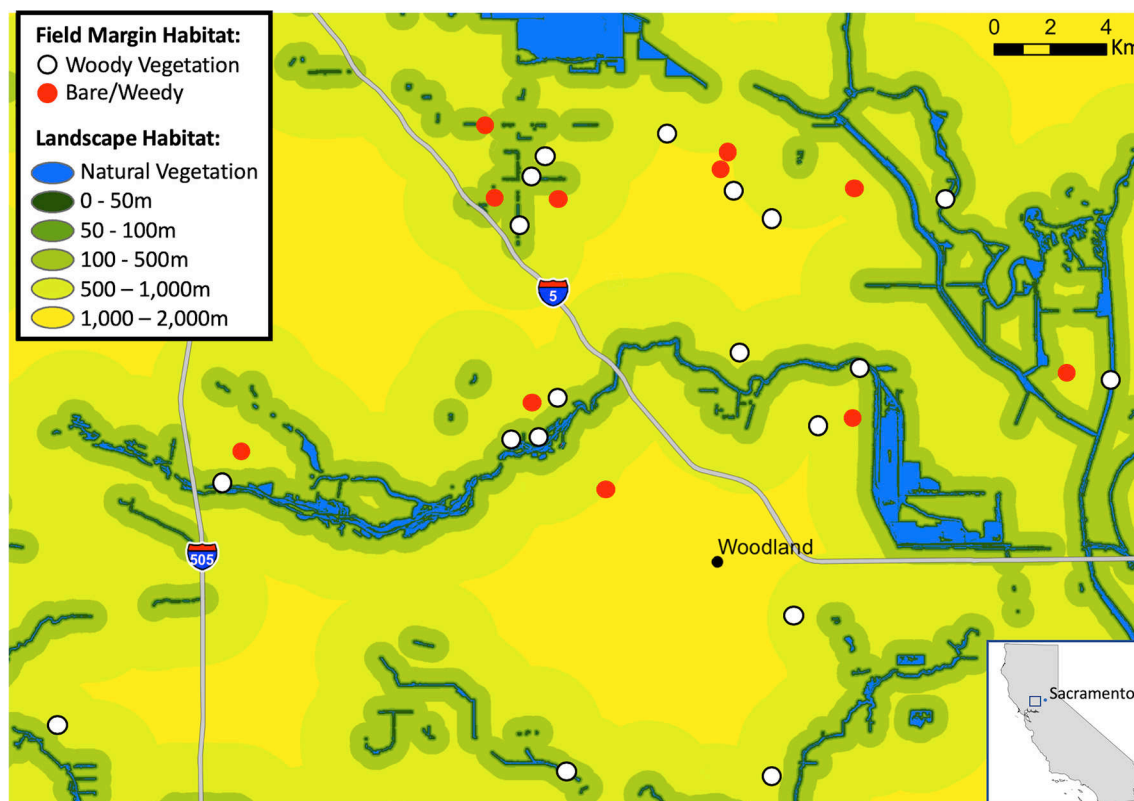 Field Margin Habitat:
Woody Vegetation
Bare/Weedy
Landscape Habitat:
Natural Vegetation
0 - 50m
50 - 100m
100 - 500m
500 – 1,000m
1,000 – 2,000m
0 2 4
Km
5
505
Woodland
Sacramento